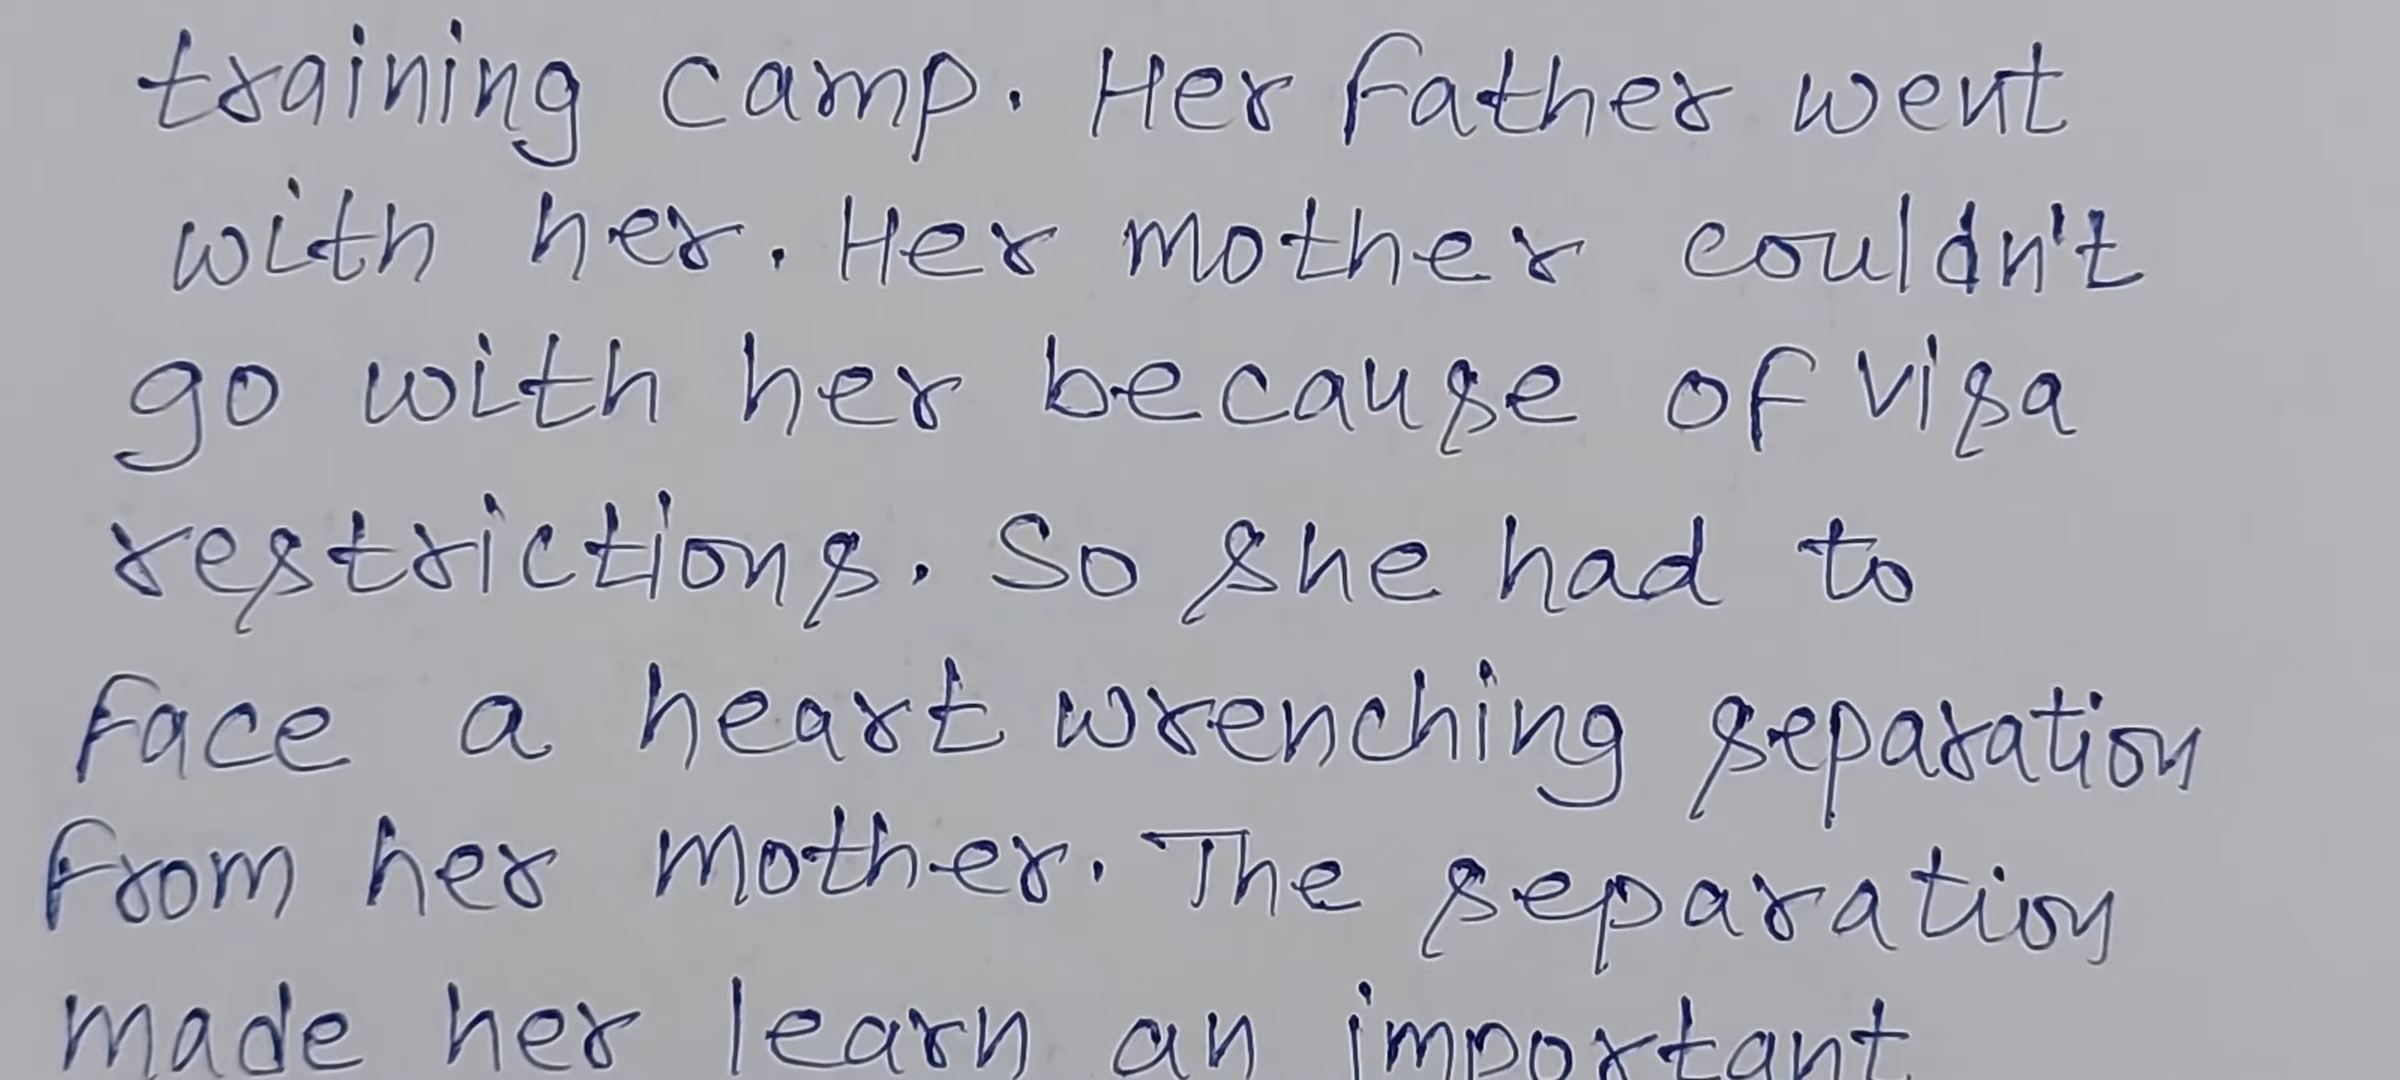 training camp. Her father went
with her. Her mother couldn't
go with her because of visa
restrictions. So she had to
face a heart wrenching separation
from her mother. The separation
made her learn an important